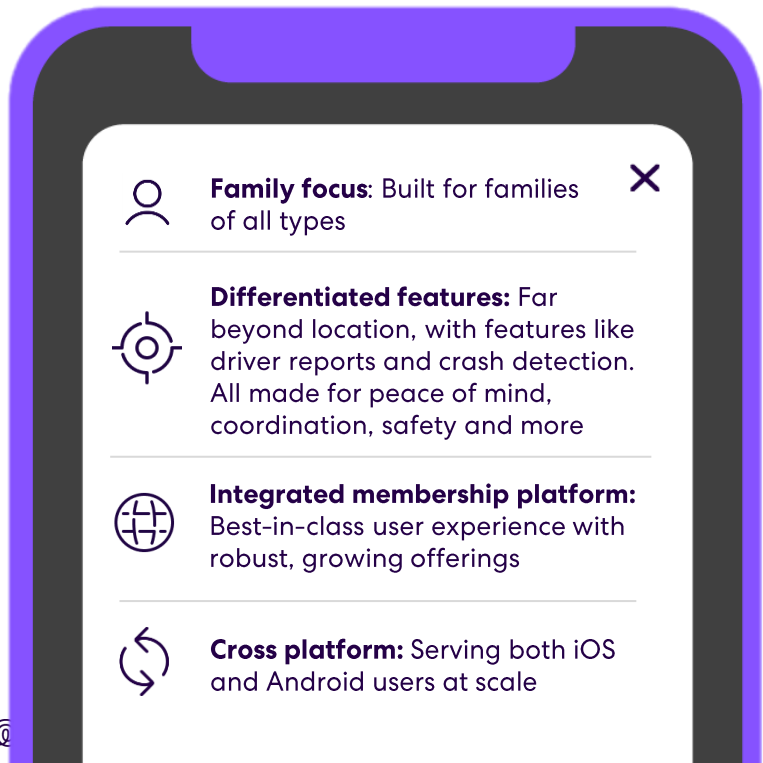 Family focus: Built for families
of all types
Differentiated features: Far
beyond location, with features like
driver reports and crash detection.
All made for peace of mind,
coordination, safety and more
Integrated membership platform:
Best-in-class user experience with
robust, growing offerings
Cross platform: Serving both iOS
and Android users at scale